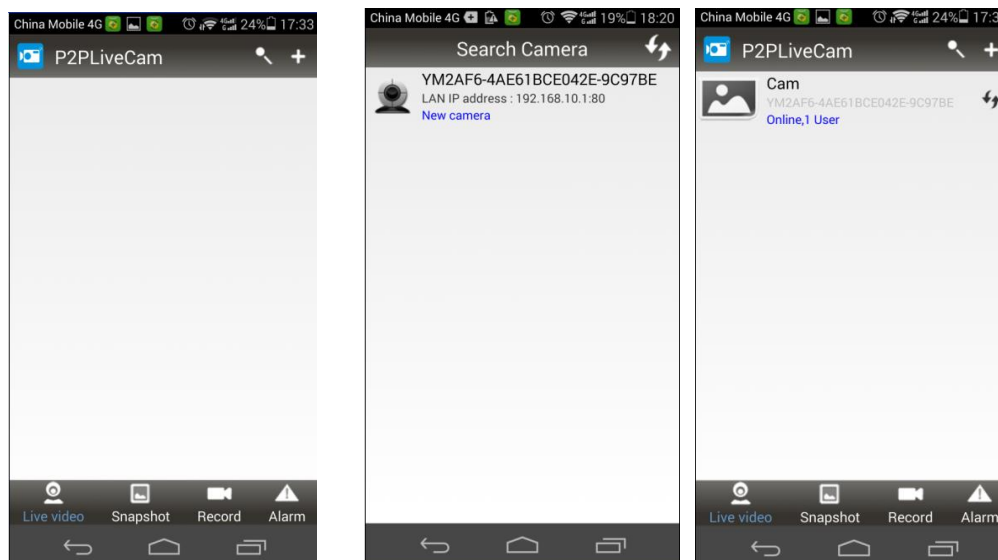 China Mobile 4G 24% 17:33
P2PLiveCam
Live video Snapshot Record Alarm
China Mobile 4G 19% 18:20
Search Camera
YM2AF6-4AE61BCE042E-9C97BE
LAN IP address : 192.168.10.1:80
New camera
China Mobile 4G 24% 17:3
P2PLiveCam
Cam
YM2AF6-4AE61BCE042E-9C97BE
Online,1 User
Live video Snapshot Record Alarm